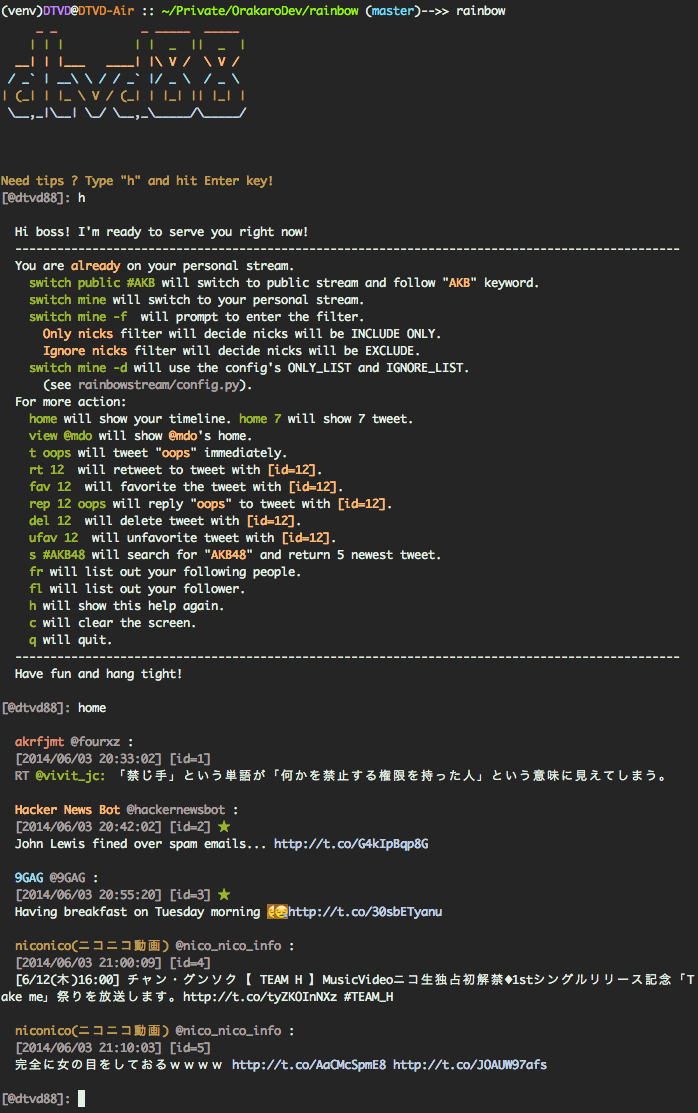 (venv)DTVD@DTVD-Air :: ~/Private/OrakaroDev/rainbow (master)-->> rainbow
dtvd88
Need tips ? Type "h" and hit Enter key!
[@dtvd88]: h
Hi boss! I'm ready to serve you right now!
-----------------------------------------------------------------------------------------------
You are already on your personal stream.
switch public #AKB will switch to public stream and follow "AKB" keyword.
switch mine will switch to your personal stream.
switch mine -f  will prompt to enter the filter.
Only nicks filter will decide nicks will be INCLUDE ONLY.
Ignore nicks filter will decide nicks will be EXCLUDE.
switch mine -d will use the config's ONLY_LIST and IGNORE_LIST.
(see rainbowstream/config.py).
For more action:
home will show your timeline. home 7 will show 7 tweet.
view @mdo will show @mdo's home.
t oops will tweet "oops" immediately.
rt 12  will retweet to tweet with [id=12].
fav 12  will favorite the tweet with [id=12].
rep 12 oops will reply "oops" to tweet with [id=12].
del 12  will delete tweet with [id=12].
ufav 12  will unfavorite tweet with [id=12].
s #AKB48 will search for "AKB48" and return 5 newest tweet.
fr will list out your following people.
fl will list out your follower.
h will show this help again.
c will clear the screen.
q will quit.
-----------------------------------------------------------------------------------------------
Have fun and hang tight!
[@dtvd88]: home
akrfjmt @fourxz :
[2014/06/03 20:33:02] [id=1]
RT @vivit_jc: 「禁じ手」という単語が「何かを禁止する権限を持った人」という意味に見えてしまう。
Hacker News Bot @hackernewsbot :
[2014/06/03 20:42:02] [id=2] ★
John Lewis fined over spam emails... http://t.co/G4kIpBqp8G
9GAG @9GAG :
[2014/06/03 20:55:20] [id=3] ★
Having breakfast on Tuesday morning http://t.co/30sbETyanu
niconico(ニコニコ動画) @nico_nico_info :
[2014/06/03 21:00:09] [id=4]
[6/12(木)16:00] チャン・グンソク【 TEAM H 】MusicVideoニコ生独占初解禁♦1stシングルリリース記念「T
ake me」祭りを放送します。http://t.co/tyZKOInNXz #TEAM_H
niconico(ニコニコ動画) @nico_nico_info :
[2014/06/03 21:10:03] [id=5]
完全に女の目をしておるｗｗｗｗ http://t.co/AaCMcSpmE8 http://t.co/JOAUW97afs
[@dtvd88]: